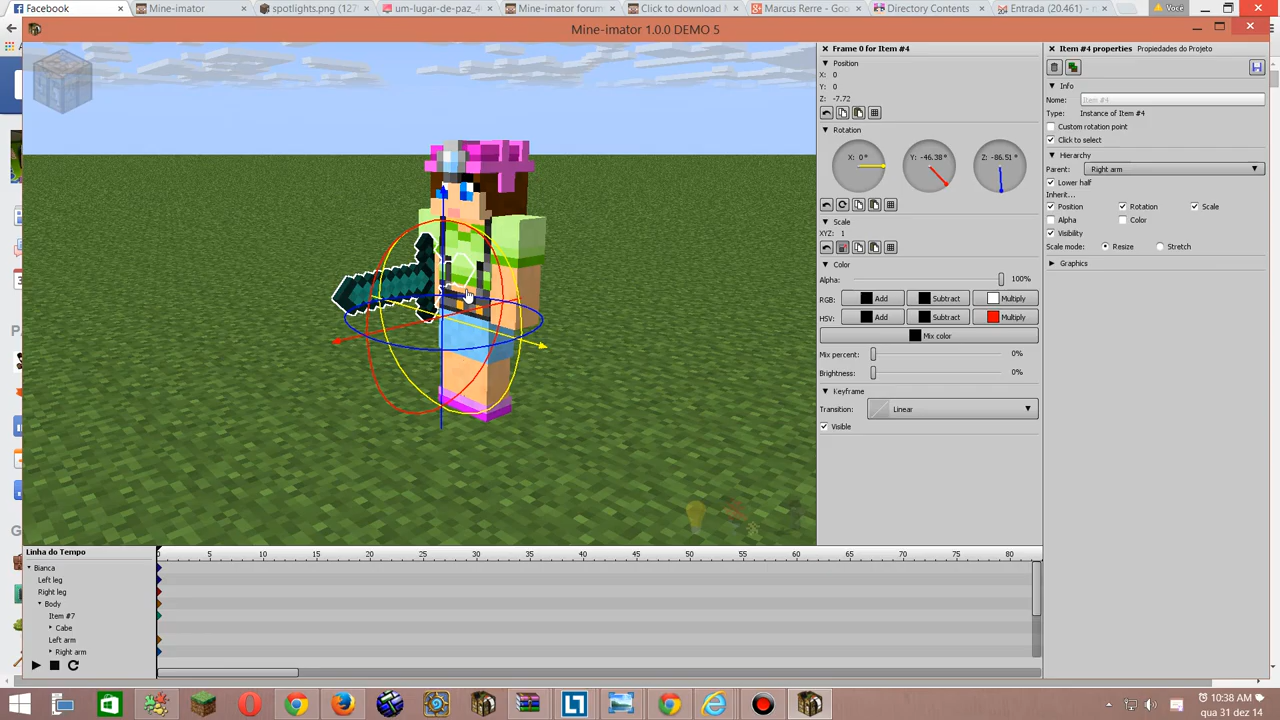 Facebook
Mine-imator
spotlights.png (127
um-lugar-de-paz_4
Mine-imator forum
Click to download M
Marcus Rerre - Goo
Directory Contents
Entrada (20.461) - m
Você
Mine-imator 1.0.0 DEMO 5
Frame 0 for Item #4
Position
X: 0
Y: 0
Z: -7.72
Rotation
X: 0°
Y: -46.38°
Z: -86.51°
Scale
XYZ: 1
Color
Alpha:
100%
RGB:
Add
Subtract
Multiply
HSV:
Add
Subtract
Multiply
Mix color
Mix percent:
0%
Brightness:
0%
Keyframe
Transition:
Linear
Visible
Item #4 properties
Propiedades do Projeto
Info
Name:
Item #4
Type:
Instance of Item #4
Custom rotation point
Click to select
Hierarchy
Parent:
Right arm
Lower half
Inherit...
Position
Rotation
Scale
Alpha
Color
Visibility
Scale mode:
Resize
Stretch
Graphics
Linha do Tempo
0 5 10 15 20 25 30 35 40 45 50 55 60 65 70 75 80
Bianca
Left leg
Right leg
Body
Item #7
Cabe
Left arm
Right arm
10:38 AM
qua 31 dez 14